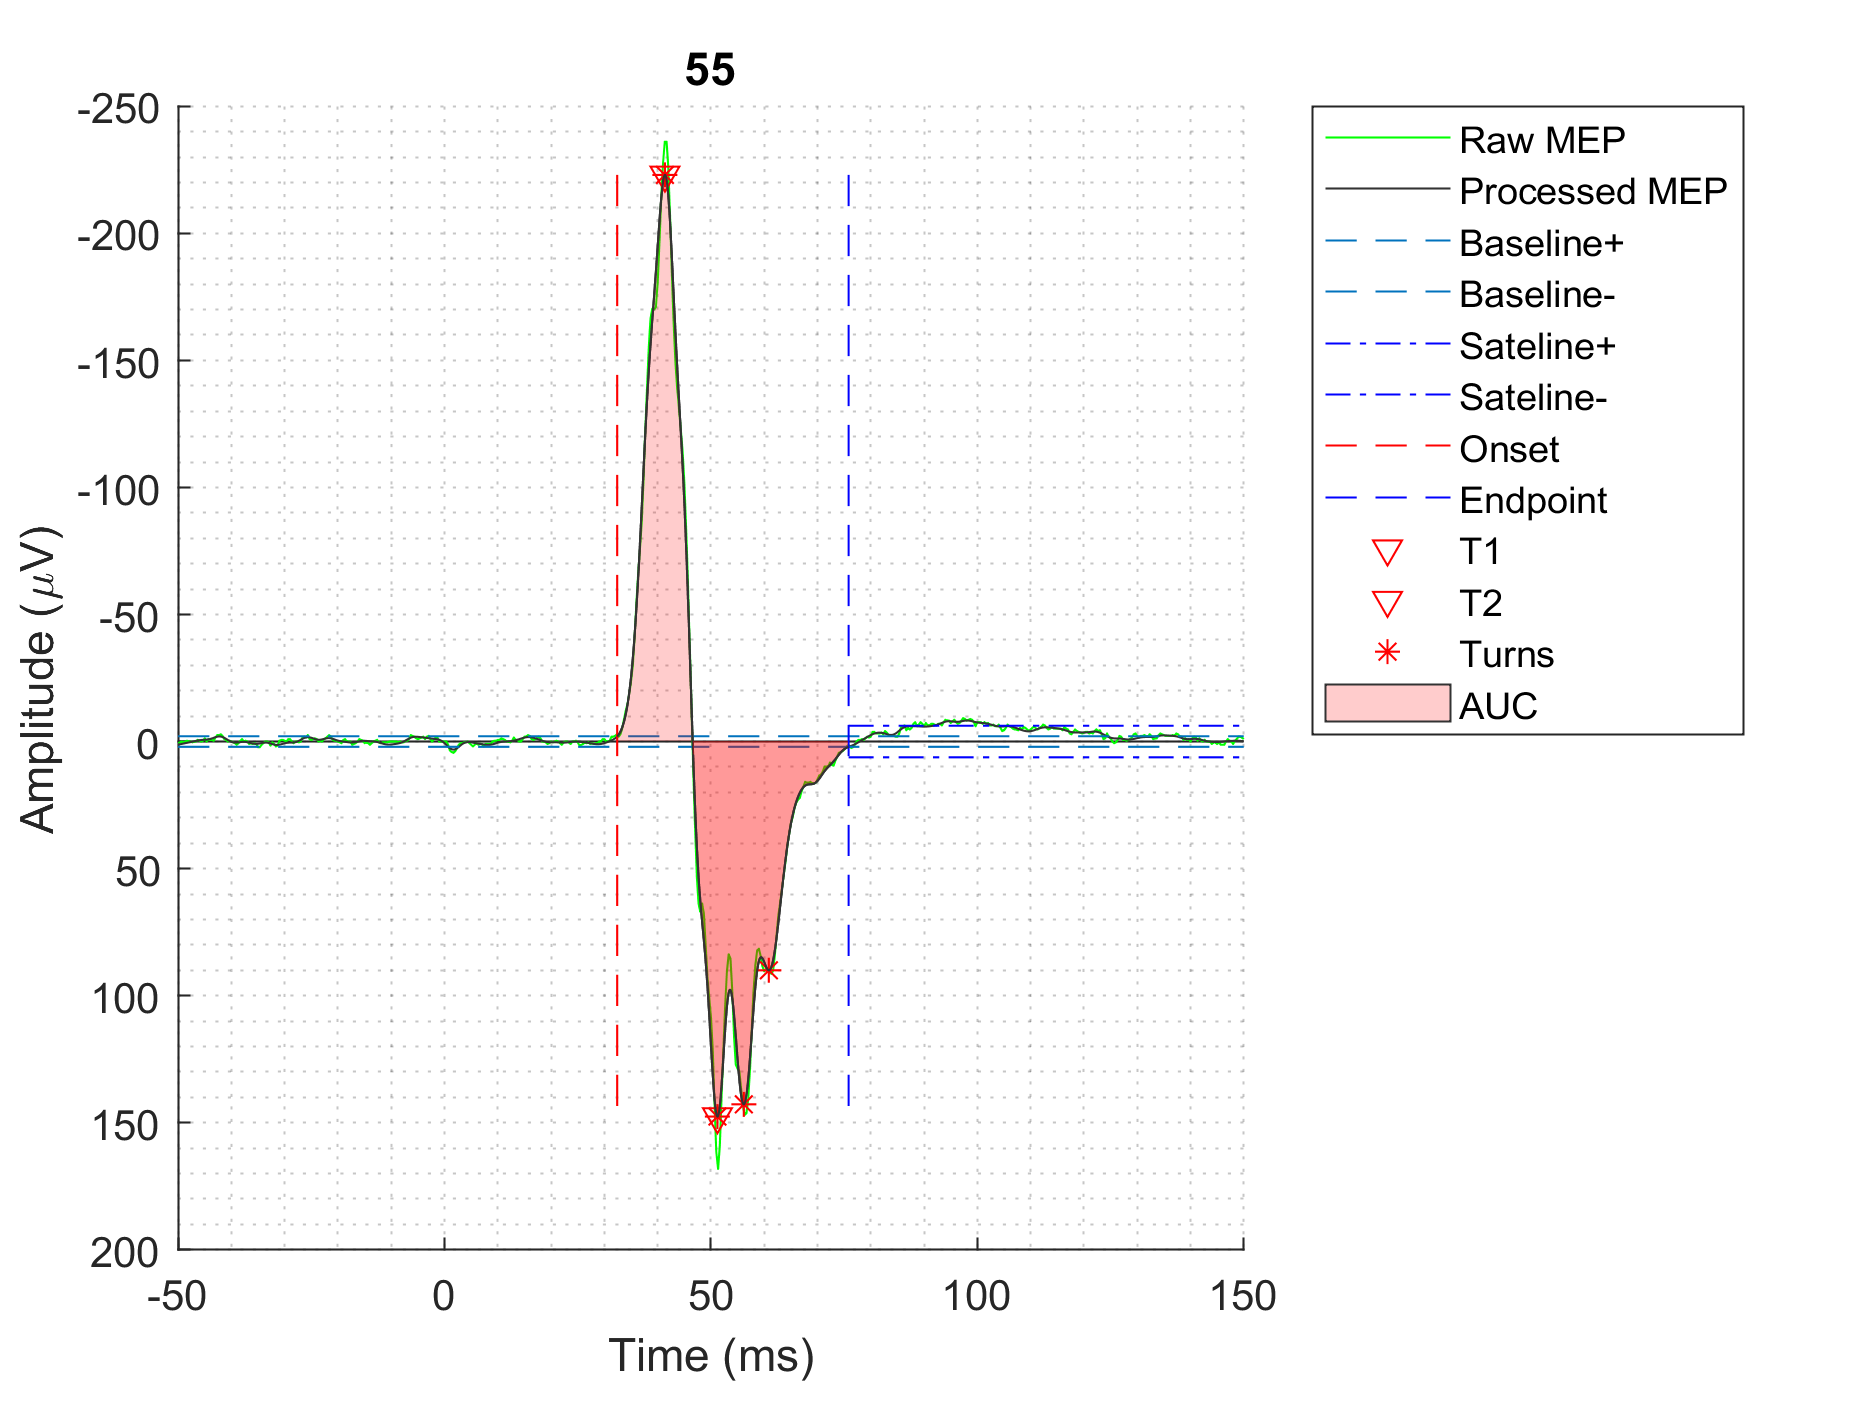 55
-250
-200
-150
-100
-50
0
50
100
150
200
-50
0
50
100
150
Time (ms)
Amplitude (μV)
Raw MEP
Processed MEP
Baseline+
Baseline-
Sateline+
Sateline-
Onset
Endpoint
T1
T2
Turns
AUC